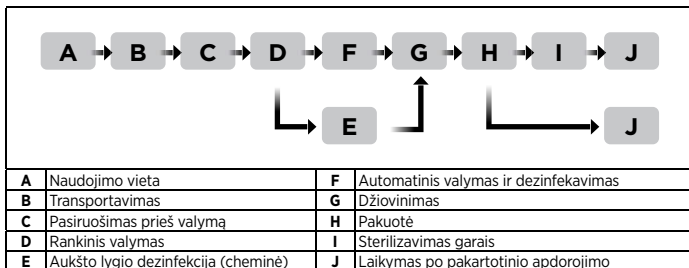 A B C D F G H I J
E J
A Naudojimo vieta F Automatinis valymas ir dezinfekavimas
B Transportavimas G Džiovinimas
C Pasiruošimas prieš valymą H Pakuotė
D Rankinis valymas I Sterilizavimas garais
E Aukšto lygio dezinfekcija (cheminė) J Laikymas po pakartotinio apdorojimo